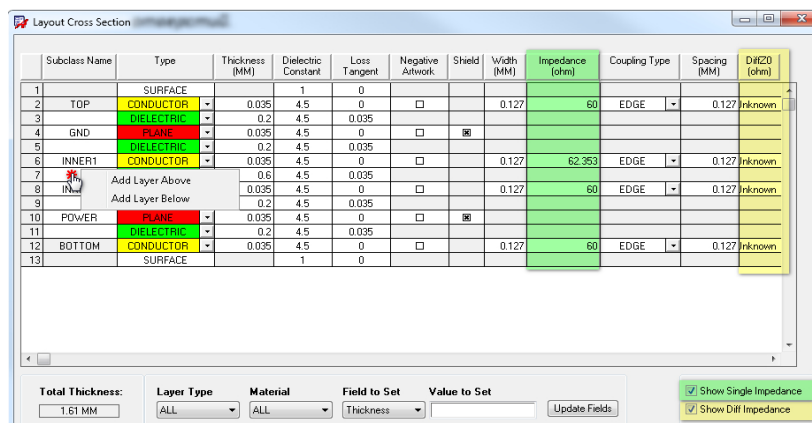 Layout Cross Section
Subclass Name Type Thickness (MM) Dielectric Constant Loss Tangent Negative Artwork Shield Width (MM) Impedance (ohm) Coupling Type Spacing (MM) DiffZ0 (ohm)
1 SURFACE 1 0
2 TOP CONDUCTOR 0.035 4.5 0 0.127 60 EDGE 0.127 Inknown
3 DIELECTRIC 0.2 4.5 0.035
4 GND PLANE 0.035 4.5 0
5 DIELECTRIC 0.2 4.5 0.035
6 INNER1 CONDUCTOR 0.035 4.5 0 0.127 62.353 EDGE 0.127 Inknown
7 Add Layer Above 0.6 4.5 0.035
8 0.035 4.5 0 0.127 60 EDGE 0.127 Inknown
9 Add Layer Below 0.2 4.5 0.035
10 POWER PLANE 0.035 4.5 0
11 DIELECTRIC 0.2 4.5 0.035
12 BOTTOM CONDUCTOR 0.035 4.5 0 0.127 60 EDGE 0.127 Inknown
13 SURFACE 1 0
Total Thickness: Layer Type Material Field to Set Value to Set
Show Single Impedance
1.61 MM ALL ALL Thickness Update Fields Show Diff Impedance